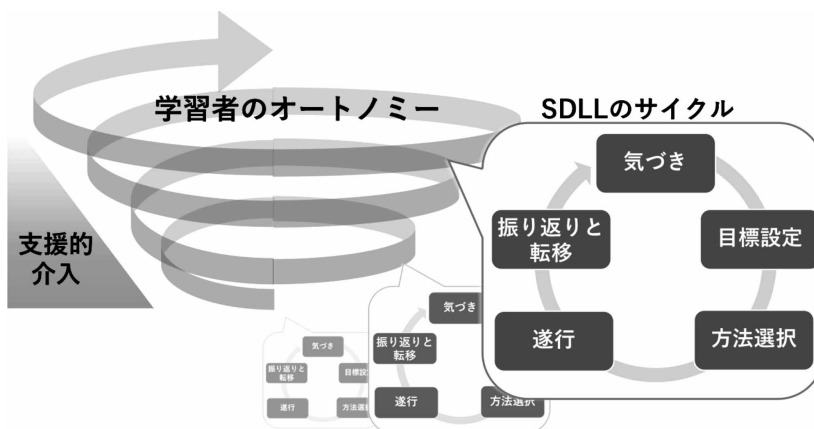 学習者のオートノミー
SDLLのサイクル
支援的
介入
気づき
目標設定
方法選択
遂行
振り返りと
転移
気づき
振り返りと
転移
遂行
方法選択
気づき
振り返りと
転移
目標設定
遂行
方法選択